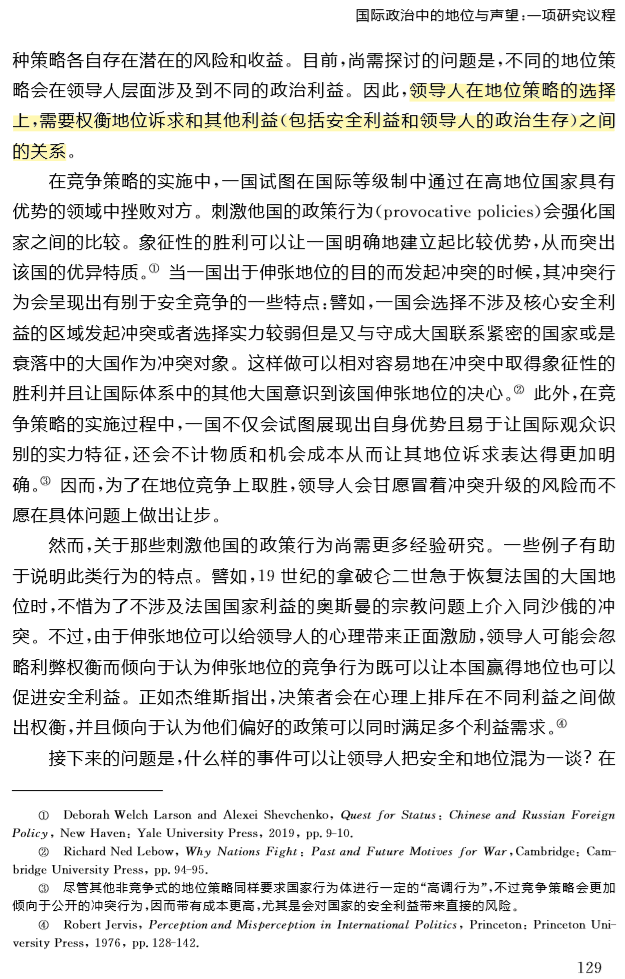 国际政治中的地位与声望:一项研究议程
种策略各自存在潜在的风险和收益。目前,尚需探讨的问题是,不同的地位策
略会在领导人层面涉及到不同的政治利益。因此,领导人在地位策略的选择
上,需要权衡地位诉求和其他利益(包括安全利益和领导人的政治生存)之间
的关系。
在竞争策略的实施中,一国试图在国际等级制中通过在高地位国家具有
优势的领域中挫败对方。刺激他国的政策行为(provocative policies)会强化国
家之间的比较。象征性的胜利可以让一国明确地建立起比较优势,从而突出
该国的优异特质。① 当一国出于伸张地位的目的而发起冲突的时候,其冲突行
为会呈现出有别于安全竞争的一些特点:譬如,一国会选择不涉及核心安全利
益的区域发起冲突或者选择实力较弱但是又与守成大国联系紧密的国家或是
衰落中的大国作为冲突对象。这样做可以相对容易地在冲突中取得象征性的
胜利并且让国际体系中的其他大国意识到该国伸张地位的决心。② 此外,在竞
争策略的实施过程中,一国不仅会试图展现出自身优势且易于让国际观众识
别的实力特征,还会不计物质和机会成本从而让其地位诉求表达得更加明
确。③ 因而,为了在地位竞争上取胜,领导人会甘愿冒着冲突升级的风险而不
愿在具体问题上做出让步。
然而,关于那些刺激他国的政策行为尚需更多经验研究。一些例子有助
于说明此类行为的特点。譬如,19 世纪的拿破仑三世急于恢复法国的大国地
位时,不惜为了不涉及法国国家利益的奥斯曼的宗教问题上介入同沙俄的冲
突。不过,由于伸张地位可以给领导人的心理带来正面激励,领导人可能会忽
略利弊权衡而倾向于认为伸张地位的竞争行为既可以让本国赢得地位也可以
促进安全利益。正如杰维斯指出,决策者会在心理上排斥在不同利益之间做
出权衡,并且倾向于认为他们偏好的政策可以同时满足多个利益需求。④
接下来的问题是,什么样的事件可以让领导人把安全和地位混为一谈? 在
① Deborah Welch Larson and Alexei Shevchenko, Quest for Status: Chinese and Russian Foreign
Policy, New Haven: Yale University Press, 2019, pp. 9-10.
② Richard Ned Lebow, Why Nations Fight: Past and Future Motives for War, Cambridge: Cam-
bridge University Press, pp. 94-95.
③ 尽管其他非竞争式的地位策略同样要求国家行为体进行一定的“高调行为”,不过竞争策略会更加
倾向于公开的冲突行为,因而带有成本更高,尤其是会对国家的安全利益带来直接的风险。
④ Robert Jervis, Perception and Misperception in International Politics, Princeton: Princeton Uni-
versity Press, 1976, pp. 128-142.
129